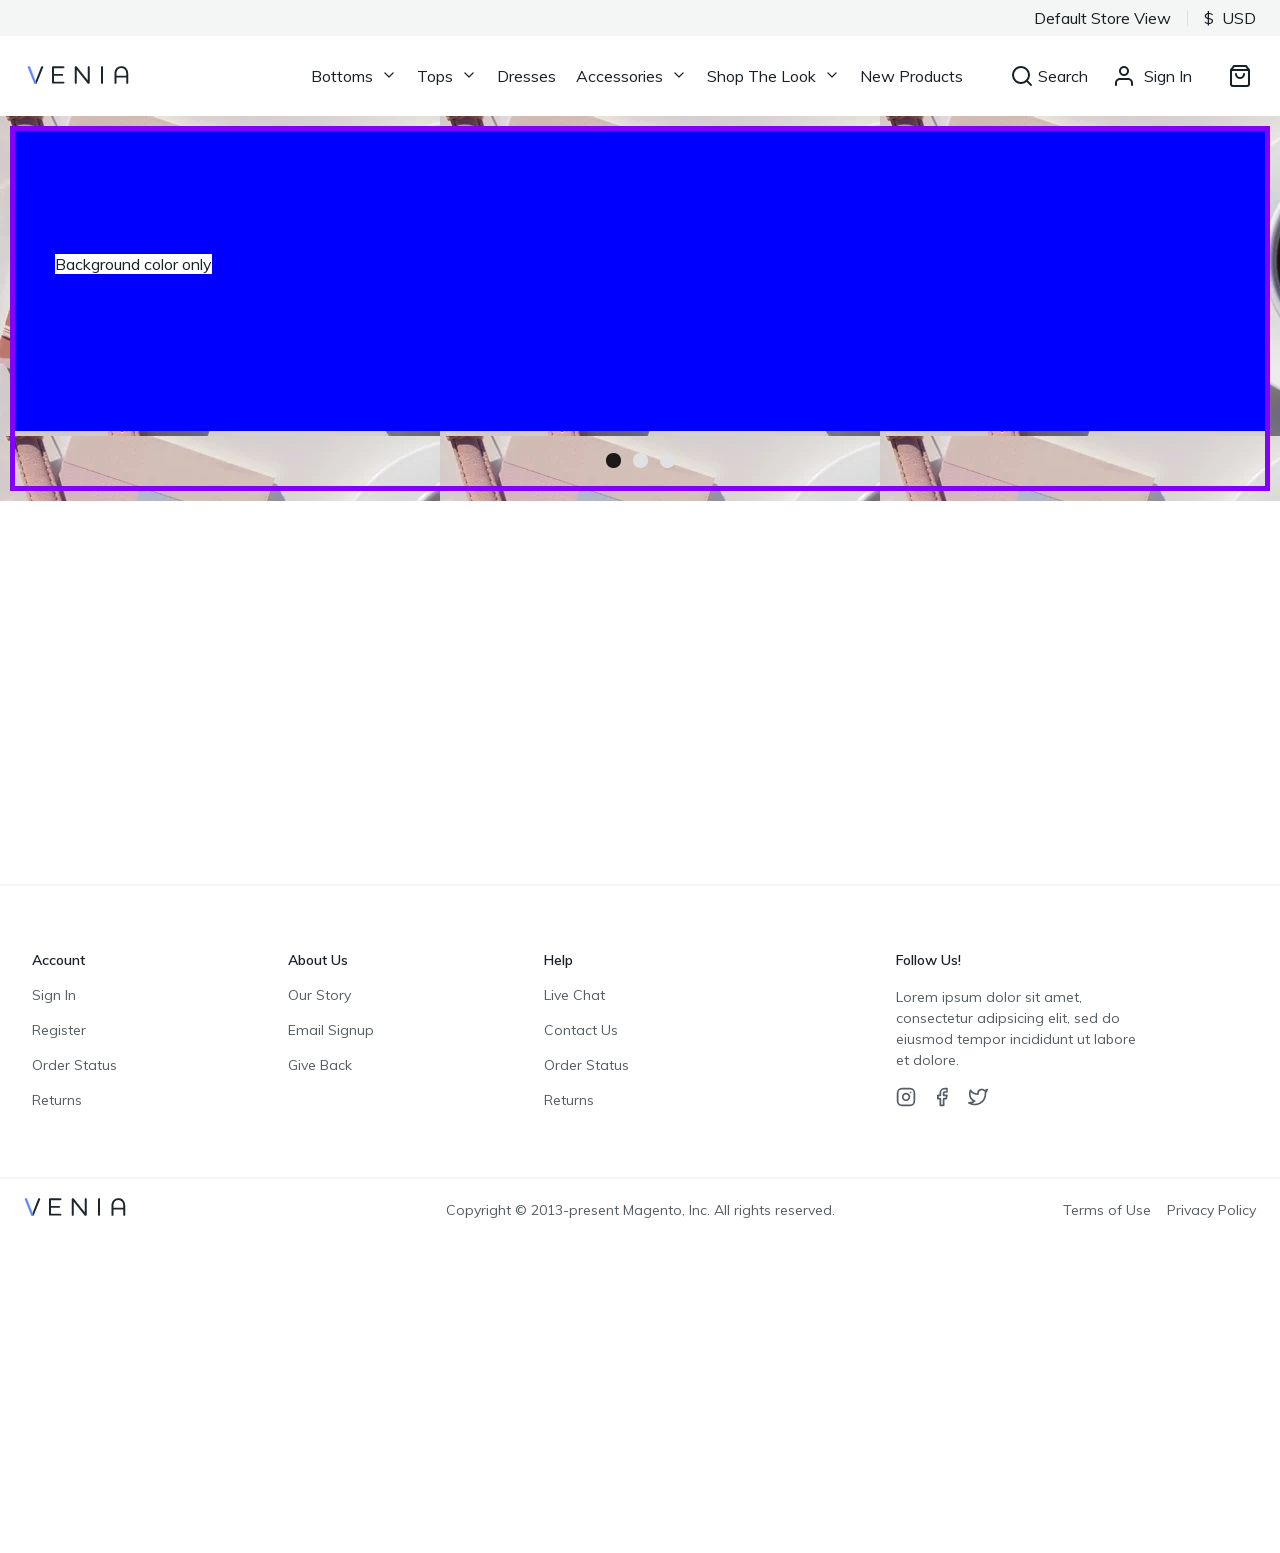 Default Store View
$ USD
VENIA
Bottoms
Tops
Dresses
Accessories
Shop The Look
New Products
Search
Sign In
Background color only
Account
Sign In
Register
Order Status
Returns
About Us
Our Story
Email Signup
Give Back
Help
Live Chat
Contact Us
Order Status
Returns
Follow Us!
Lorem ipsum dolor sit amet,
consectetur adipsicing elit, sed do
eiusmod tempor incididunt ut labore
et dolore.
VENIA
Copyright © 2013-present Magento, Inc. All rights reserved.
Terms of Use
Privacy Policy